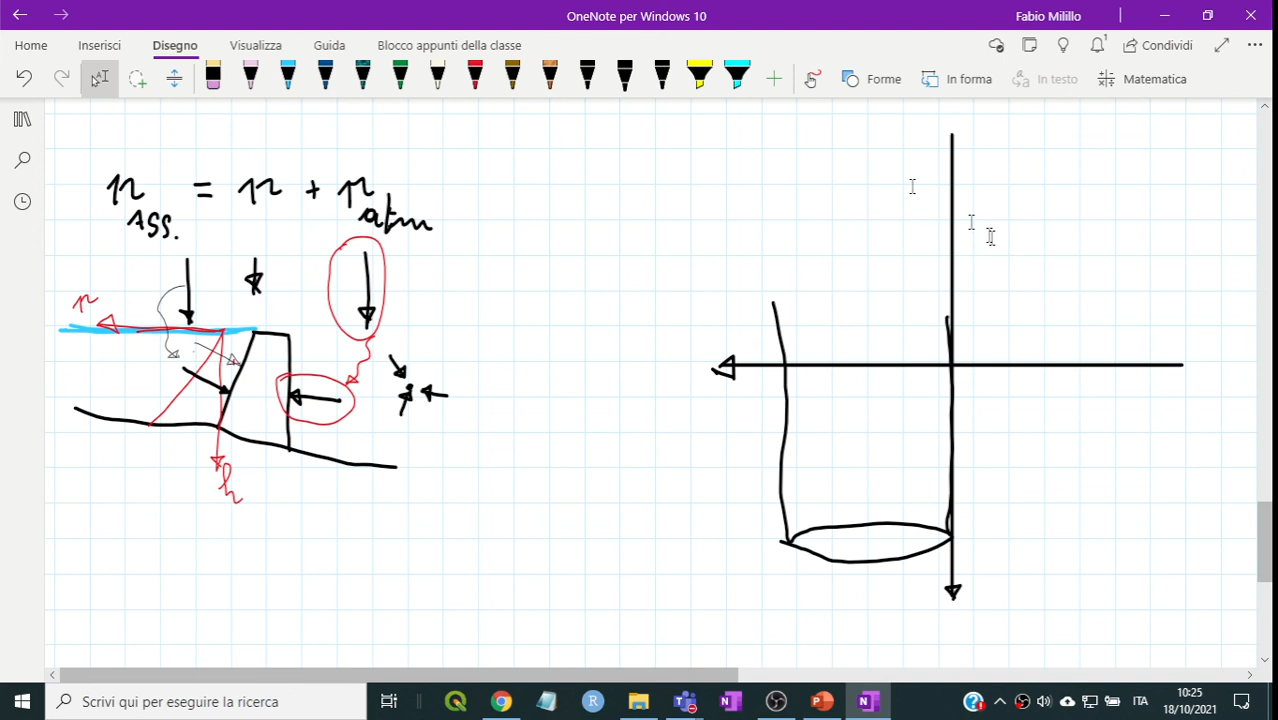 OneNote per Windows 10
Fabio Milillo
Home Inserisci Disegno Visualizza Guida Blocco appunti della classe
Condividi
Forme In forma In testo Matematica
p ASS. = p + p atm
p
h
Scrivi qui per eseguire la ricerca
ITA
10:25
18/10/2021